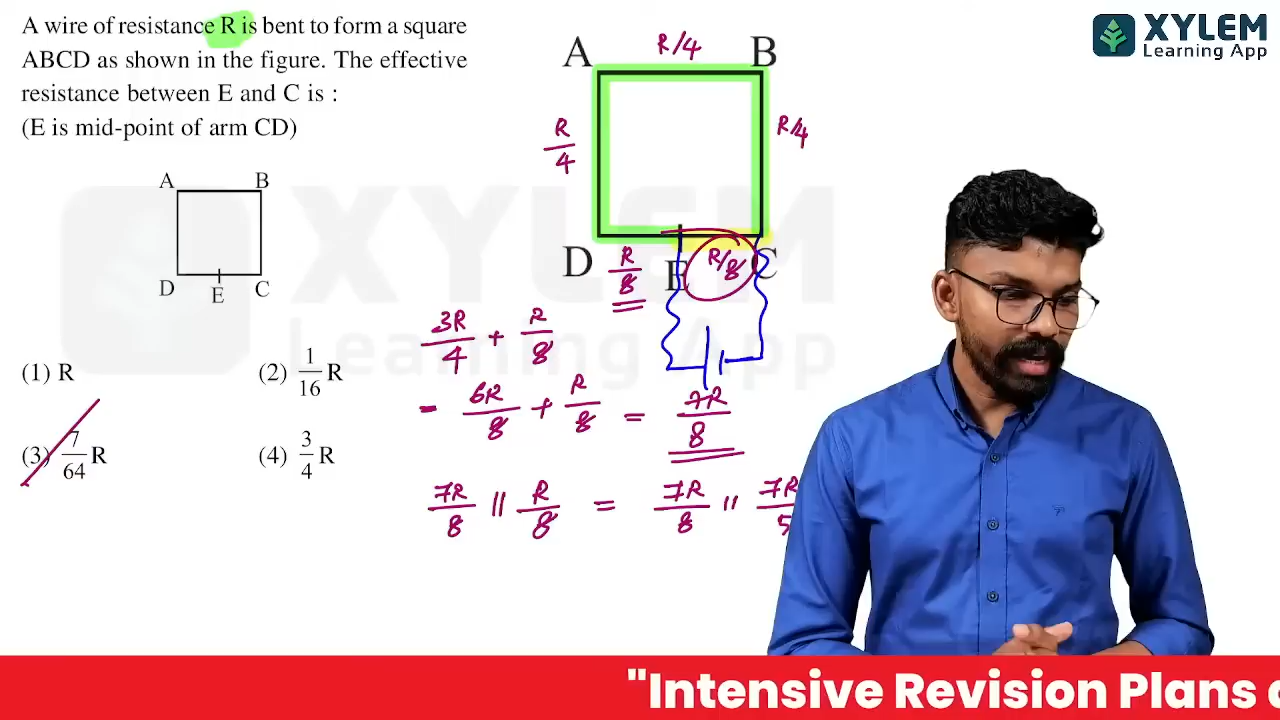 A wire of resistance R is bent to form a square
ABCD as shown in the figure. The effective
resistance between E and C is :
(E is mid-point of arm CD)
A B
D E C
(1) R
(2) 1/16 R
(3) 7/64 R
(4) 3/4 R
A R/4 B
R/4 R/4
D R/8 E R/8 C
3R/4 + R/8
= 6R/8 + R/8 = 7R/8
7R/8 || R/8 = 7R/8 ||
XYLEM
Learning App
XYLEM
Learning App
"Intensive Revision Plans